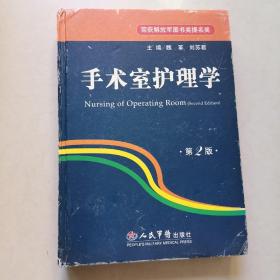 荣获解放军图书奖提名奖
主 编／魏 革 刘苏君
手术室护理学
Nursing of Operating Room (Second Edition)
·第2版·
人民军医出版社
PEOPLE'S MILITARY MEDICAL PRESS